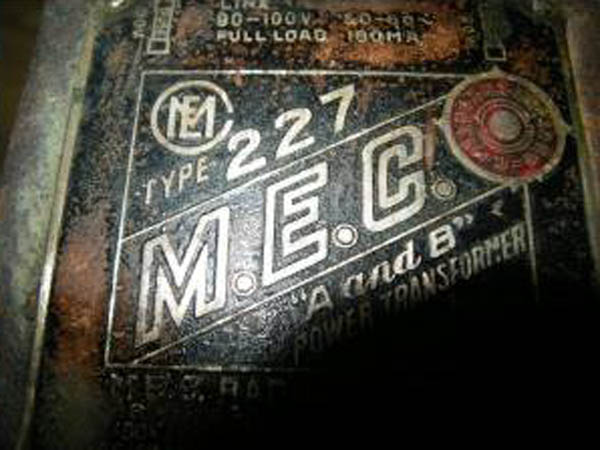 LINE
90-100V. 50-60~
FULL LOAD 180MA.
MEC
TYPE 227
M.E.C.
"A and B"
POWER TRANSFORMER